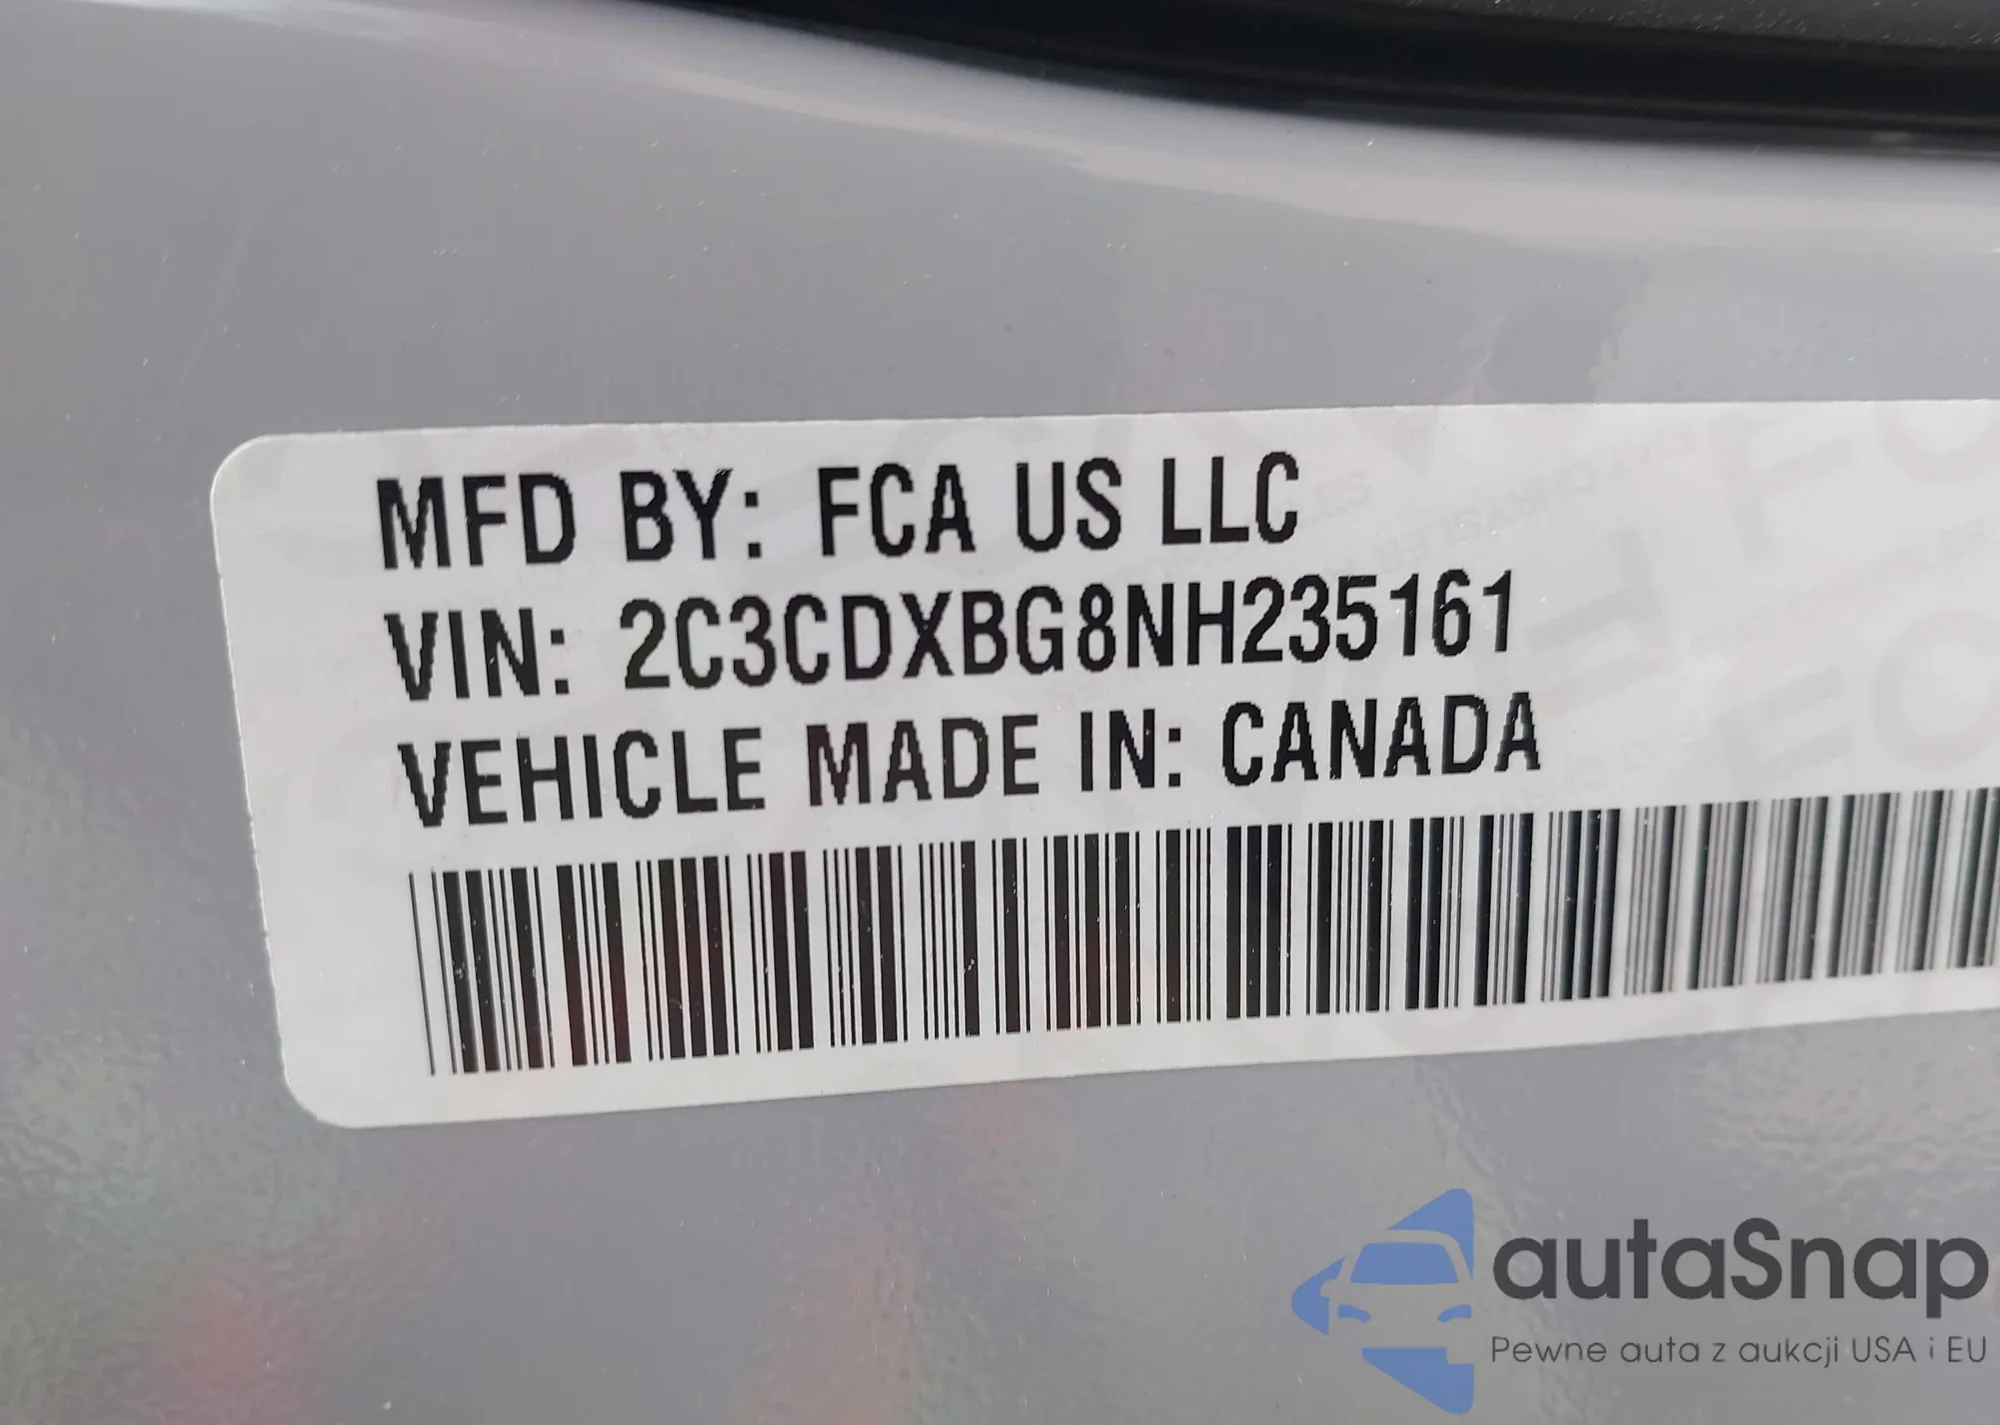 MFD BY: FCA US LLC
VIN: 2C3CDXBG8NH235161
VEHICLE MADE IN: CANADA
autaSnap
Pewne auta z aukcji USA i EU